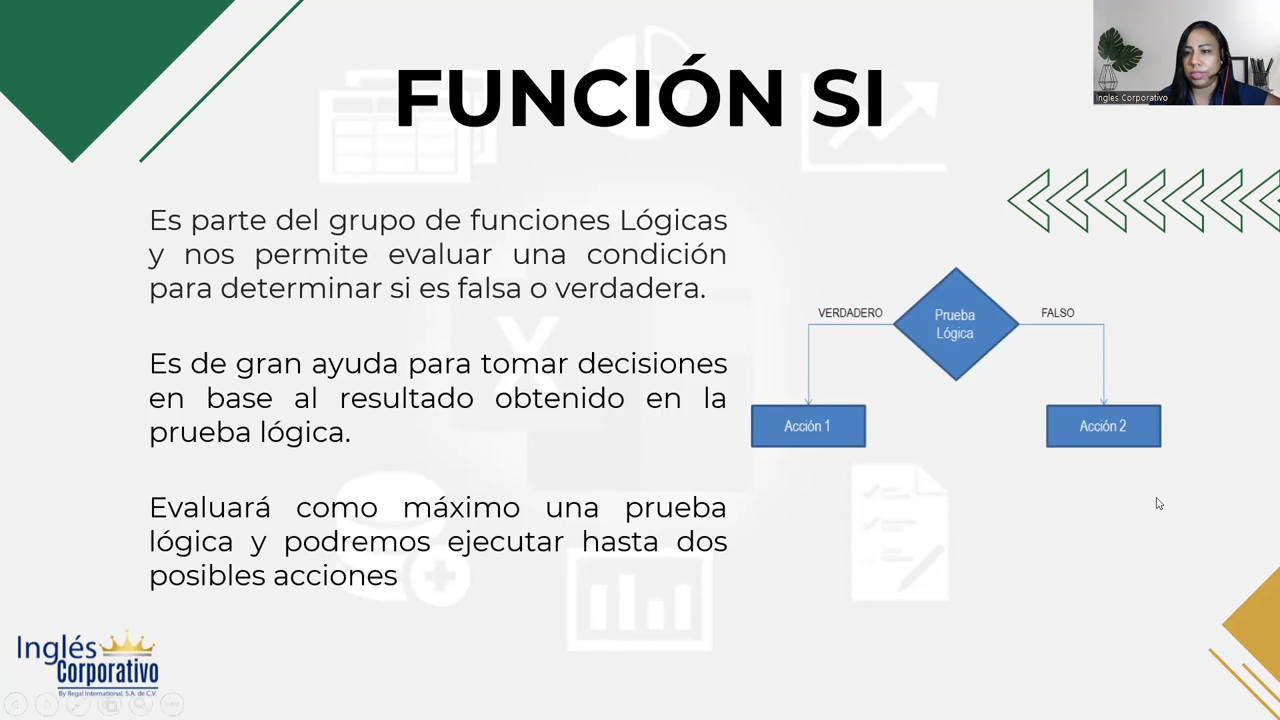 FUNCIÓN SI
Ingles Corporativo
Es parte del grupo de funciones Lógicas
y nos permite evaluar una condición
para determinar si es falsa o verdadera.
Es de gran ayuda para tomar decisiones
en base al resultado obtenido en la
prueba lógica.
Evaluará como máximo una prueba
lógica y podremos ejecutar hasta dos
posibles acciones
VERDADERO
Prueba
Lógica
FALSO
Acción 1
Acción 2
X
Inglés
Corporativo
By Regal International, S.A. de C.V.